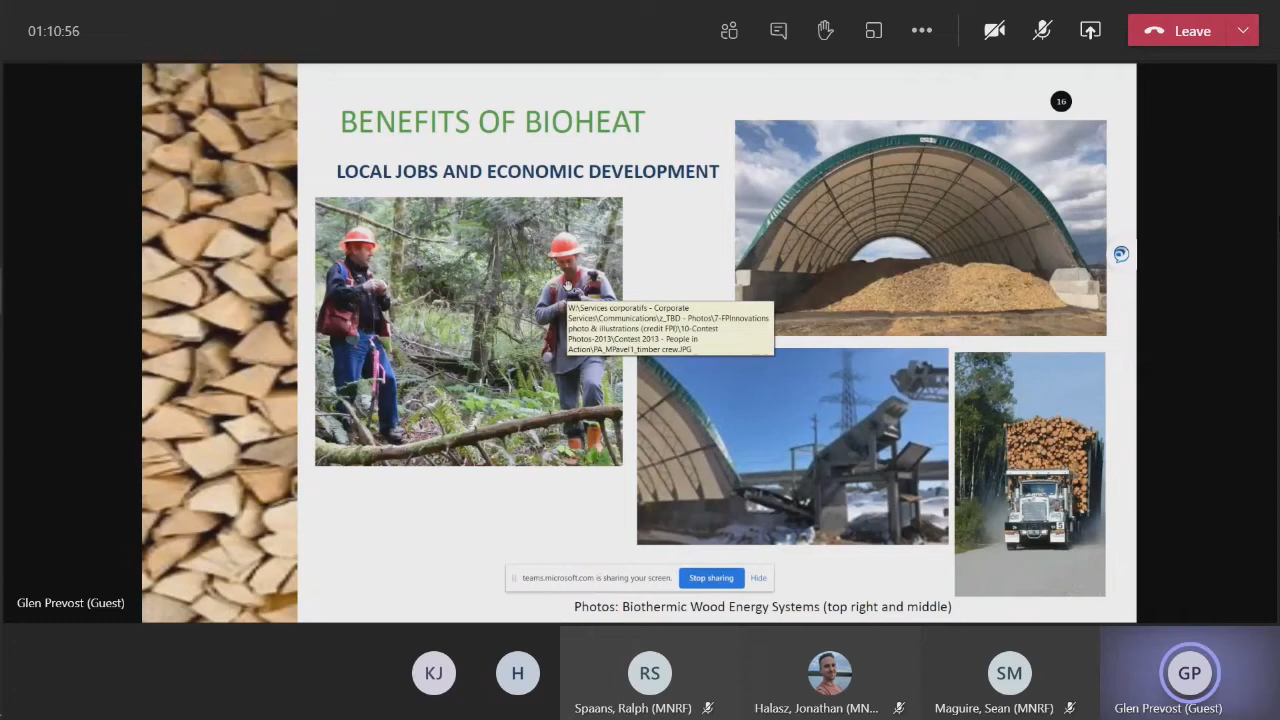 01:10:56
Leave
16
BENEFITS OF BIOHEAT
LOCAL JOBS AND ECONOMIC DEVELOPMENT
W:\Services corporatifs - Corporate
Services\Communications\z_TBD - Photos\7-FPInnovations
photo & illustrations (credit FPI)\10-Contest
Photos-2013\Contest 2013 - People in
Action\PA_MPavel1_timber crew.JPG
teams.microsoft.com is sharing your screen.
Stop sharing
Hide
Photos: Biothermic Wood Energy Systems (top right and middle)
Glen Prevost (Guest)
KJ
H
RS
SM
GP
Spaans, Ralph (MNRF)
Halasz, Jonathan (MN...
Maguire, Sean (MNRF)
Glen Prevost (Guest)